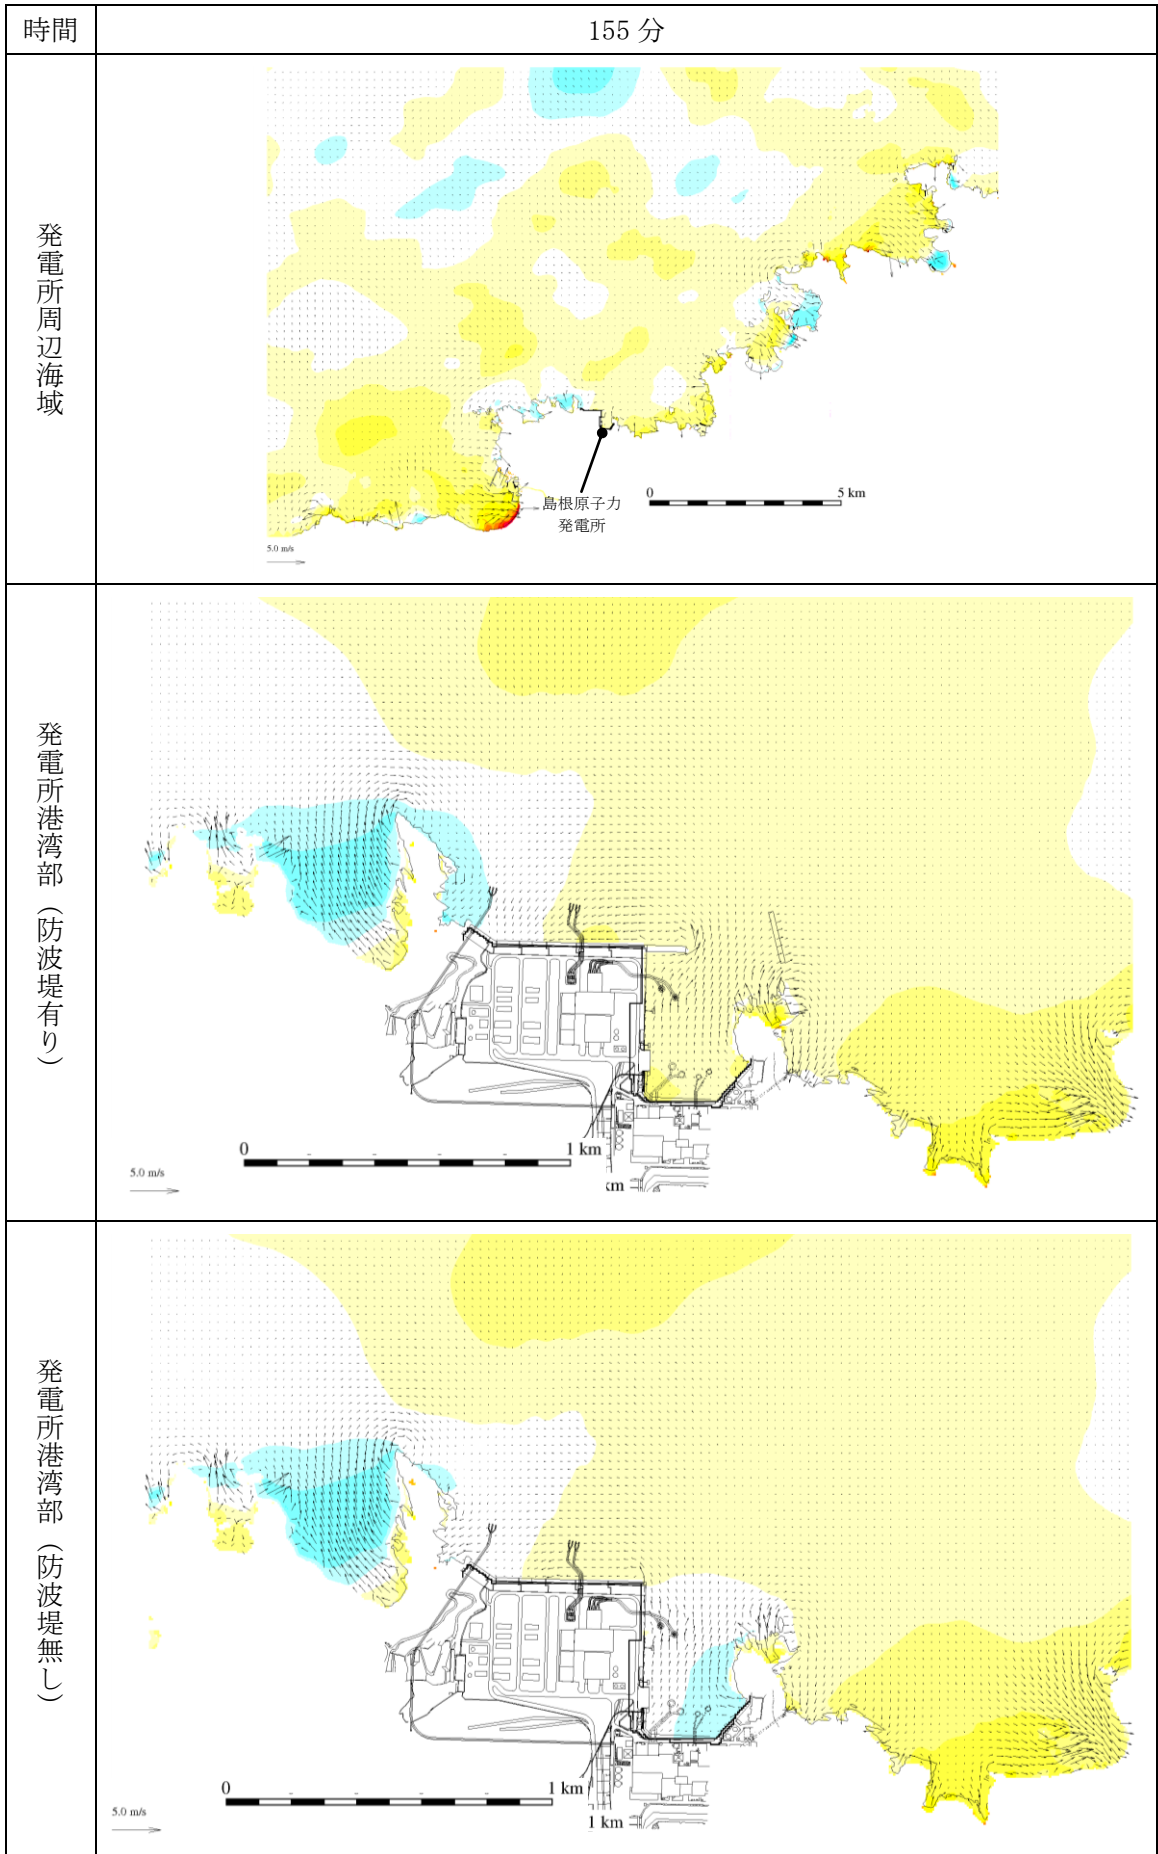 時間
155 分
発電所周辺海域
島根原子力
発電所
0
5 km
5.0 m/s
発電所港湾部（防波堤有り）
0
1 km
5.0 m/s
km
発電所港湾部（防波堤無し）
0
1 km
5.0 m/s
1 km